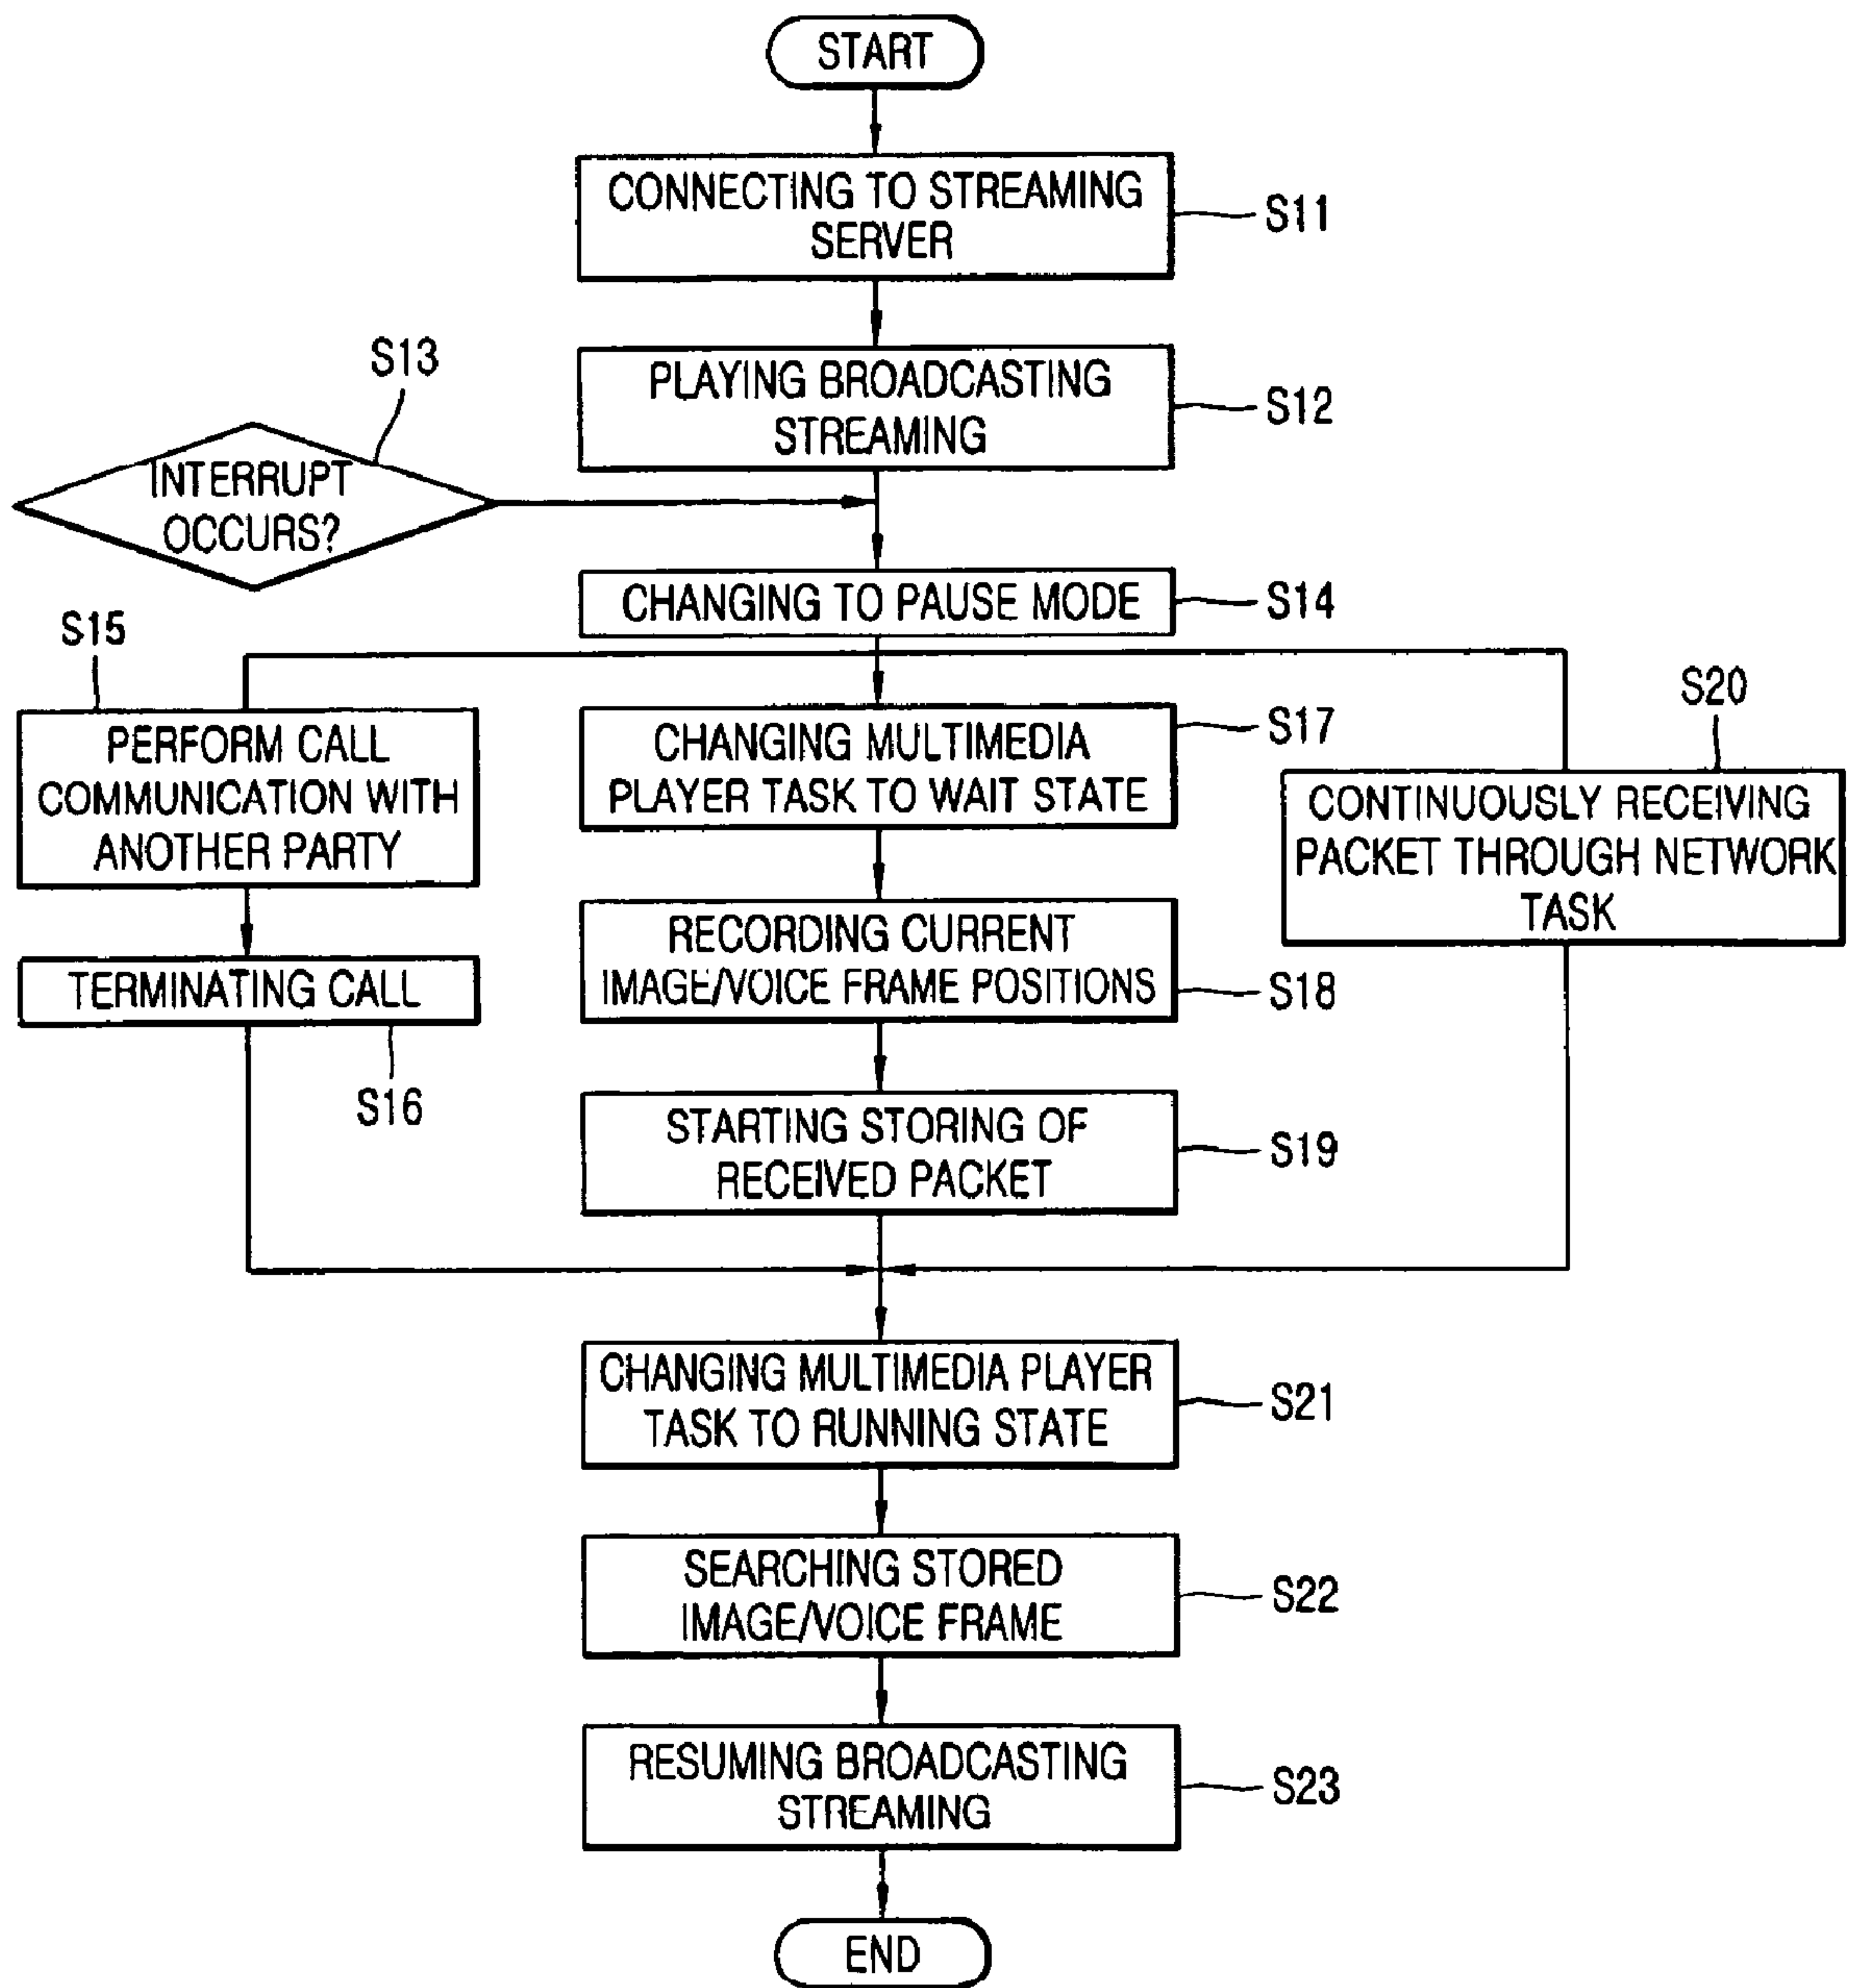 START
CONNECTING TO STREAMING
SERVER
S11
PLAYING BROADCASTING
STREAMING
S12
S13
INTERRUPT
OCCURS?
CHANGING TO PAUSE MODE
S14
S15
PERFORM CALL
COMMUNICATION WITH
ANOTHER PARTY
TERMINATING CALL
S16
CHANGING MULTIMEDIA
PLAYER TASK TO WAIT STATE
S17
RECORDING CURRENT
IMAGE/VOICE FRAME POSITIONS
S18
STARTING STORING OF
RECEIVED PACKET
S19
S20
CONTINUOUSLY RECEIVING
PACKET THROUGH NETWORK
TASK
CHANGING MULTIMEDIA PLAYER
TASK TO RUNNING STATE
S21
SEARCHING STORED
IMAGE/VOICE FRAME
S22
RESUMING BROADCASTING
STREAMING
S23
END